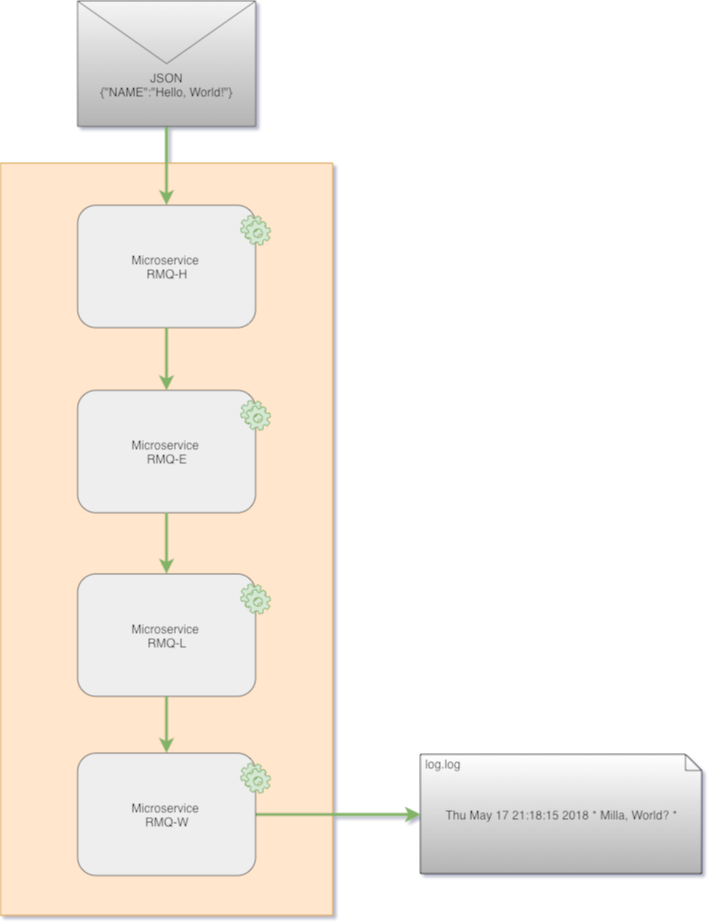 JSON
{"NAME":"Hello, World!"}
Microservice
RMQ-H
Microservice
RMQ-E
Microservice
RMQ-L
Microservice
RMQ-W
log.log
Thu May 17 21:18:15 2018 * Milla, World? *